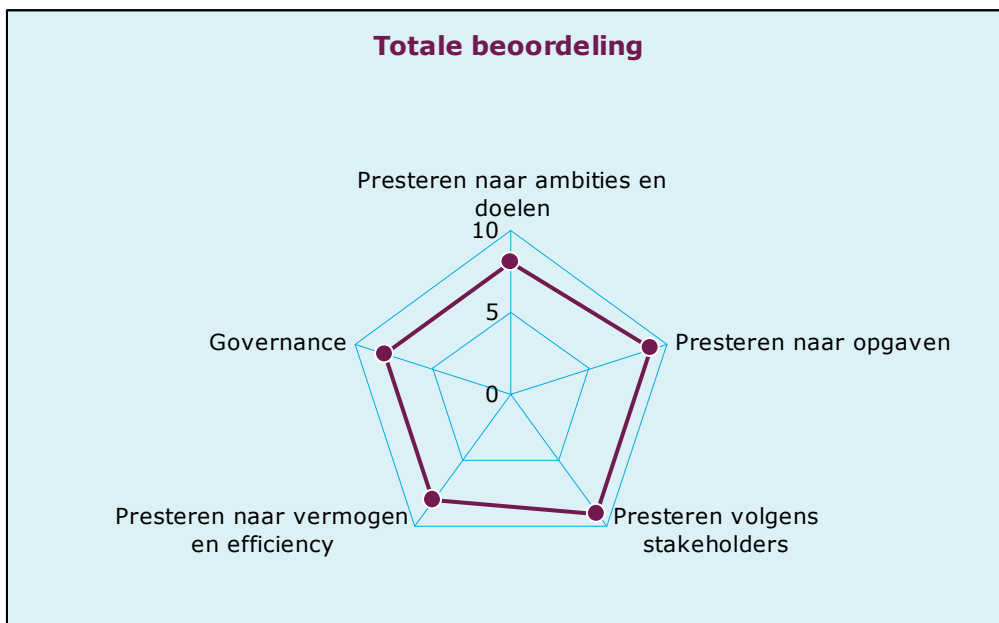 Totale beoordeling
Presteren naar ambities en
doelen
10
5
0
Governance
Presteren naar opgaven
Presteren naar vermogen
en efficiency
Presteren volgens
stakeholders